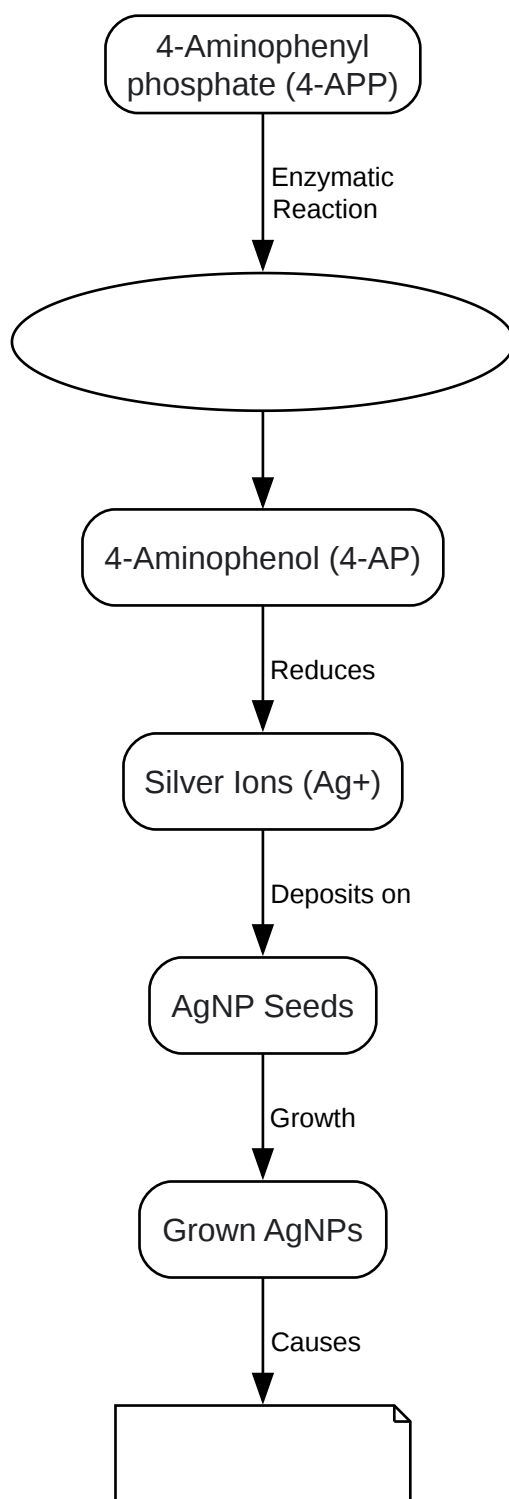 4-Aminophenyl
phosphate (4-APP)
Enzymatic
Reaction
4-Aminophenol (4-AP)
Reduces
Silver Ions (Ag+)
Deposits on
AgNP Seeds
Growth
Grown AgNPs
Causes